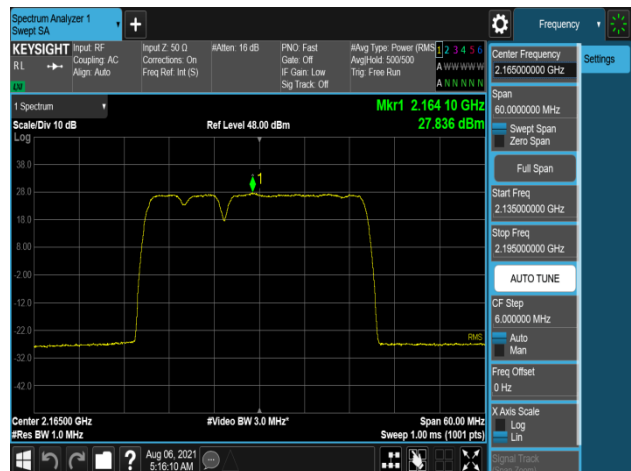 Spectrum Analyzer 1
Swept SA
Frequency
KEYSIGHT
RL
LXI
Input: RF
Coupling: AC
Align: Auto
Input Z: 50 Ω
Corrections: On
Freq Ref: Int (S)
#Atten: 16 dB
PNO: Fast
Gate: Off
IF Gain: Low
Sig Track: Off
#Avg Type: Power (RMS
Avg|Hold: 500/500
Trig: Free Run
1 2 3 4 5 6
A W W W W W
A N N N N N
1 Spectrum
Scale/Div 10 dB
Log
Ref Level 48.00 dBm
Mkr1 2.164 10 GHz
27.836 dBm
38.0
28.0
18.0
8.00
-2.00
-12.0
-22.0
-32.0
-42.0
1
RMS
Center 2.16500 GHz
#Res BW 1.0 MHz
#Video BW 3.0 MHz*
Span 60.00 MHz
Sweep 1.00 ms (1001 pts)
Aug 06, 2021
5:16:10 AM
?
Center Frequency
2.165000000 GHz
Settings
Span
60.0000000 MHz
Swept Span
Zero Span
Full Span
Start Freq
2.135000000 GHz
Stop Freq
2.195000000 GHz
AUTO TUNE
CF Step
6.000000 MHz
Auto
Man
Freq Offset
0 Hz
X Axis Scale
Log
Lin
Signal Track
(Span Zoom)